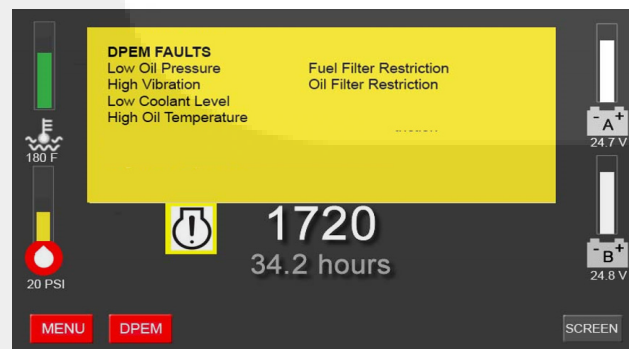 DPEM FAULTS
Low Oil Pressure
High Vibration
Low Coolant Level
High Oil Temperature
Fuel Filter Restriction
Oil Filter Restriction
180 F
20 PSI
1720
34.2 hours
- A +
24.7 V
- B +
24.8 V
MENU
DPEM
SCREEN